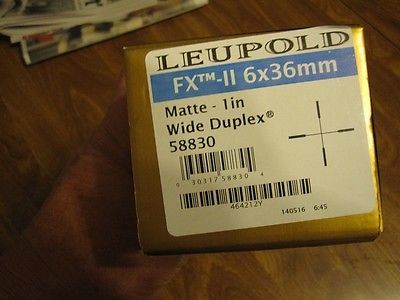 LEUPOLD
FX™-II 6x36mm
Matte - 1in
Wide Duplex®
58830
0 30317 58830 4
464212Y
140516 6:45